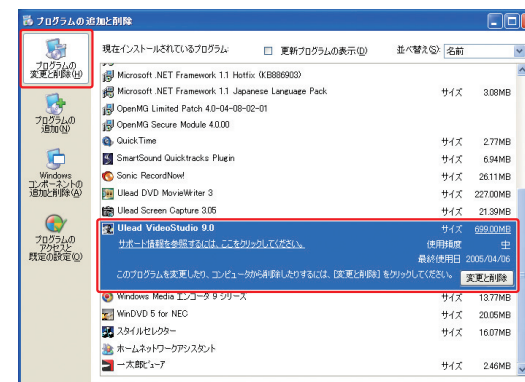 プログラムの追加と削除
プログラムの
変更と削除(H)
プログラムの
追加(N)
Windows
コンポーネントの
追加と削除(A)
プログラムの
アクセスと
既定の設定(O)
現在インストールされているプログラム: 更新プログラムの表示(D) 並べ替え(S): 名前
Microsoft .NET Framework 1.1 Hotfix (KB886903)
Microsoft .NET Framework 1.1 Japanese Language Pack サイズ 3.08MB
OpenMG Limited Patch 4.0-04-08-02-01
OpenMG Secure Module 4.0.00
QuickTime サイズ 2.77MB
SmartSound Quicktracks Plugin サイズ 6.94MB
Sonic RecordNow! サイズ 26.11MB
Ulead DVD MovieWriter 3 サイズ 227.00MB
Ulead Screen Capture 3.05 サイズ 21.39MB
Ulead VideoStudio 9.0 サイズ 699.00MB
サポート情報を参照するには、ここをクリックしてください。 使用頻度 中
最終使用日 2005/04/06
このプログラムを変更したり、コンピュータから削除したりするには、[変更と削除] をクリックしてください。 変更と削除
Windows Media エンコーダ 9 シリーズ サイズ 13.77MB
WinDVD 5 for NEC サイズ 20.05MB
スタイルセレクター サイズ 16.07MB
ホームネットワークアシスタント
一太郎ビューア サイズ 2.46MB